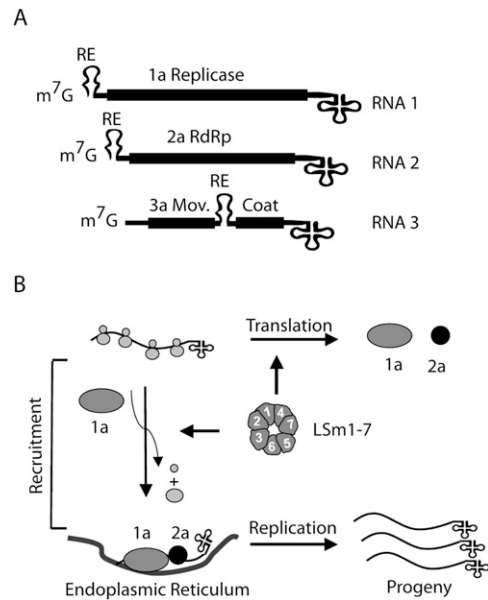 A
RE
1a Replicase
m⁷G
RNA 1
RE
2a RdRp
m⁷G
RNA 2
RE
3a Mov.
Coat
m⁷G
RNA 3
B
Translation
1a
2a
Recruitment
1a
1
4
2
7
3
5
6
LSm1-7
+
1a
2a
Replication
Endoplasmic Reticulum
Progeny